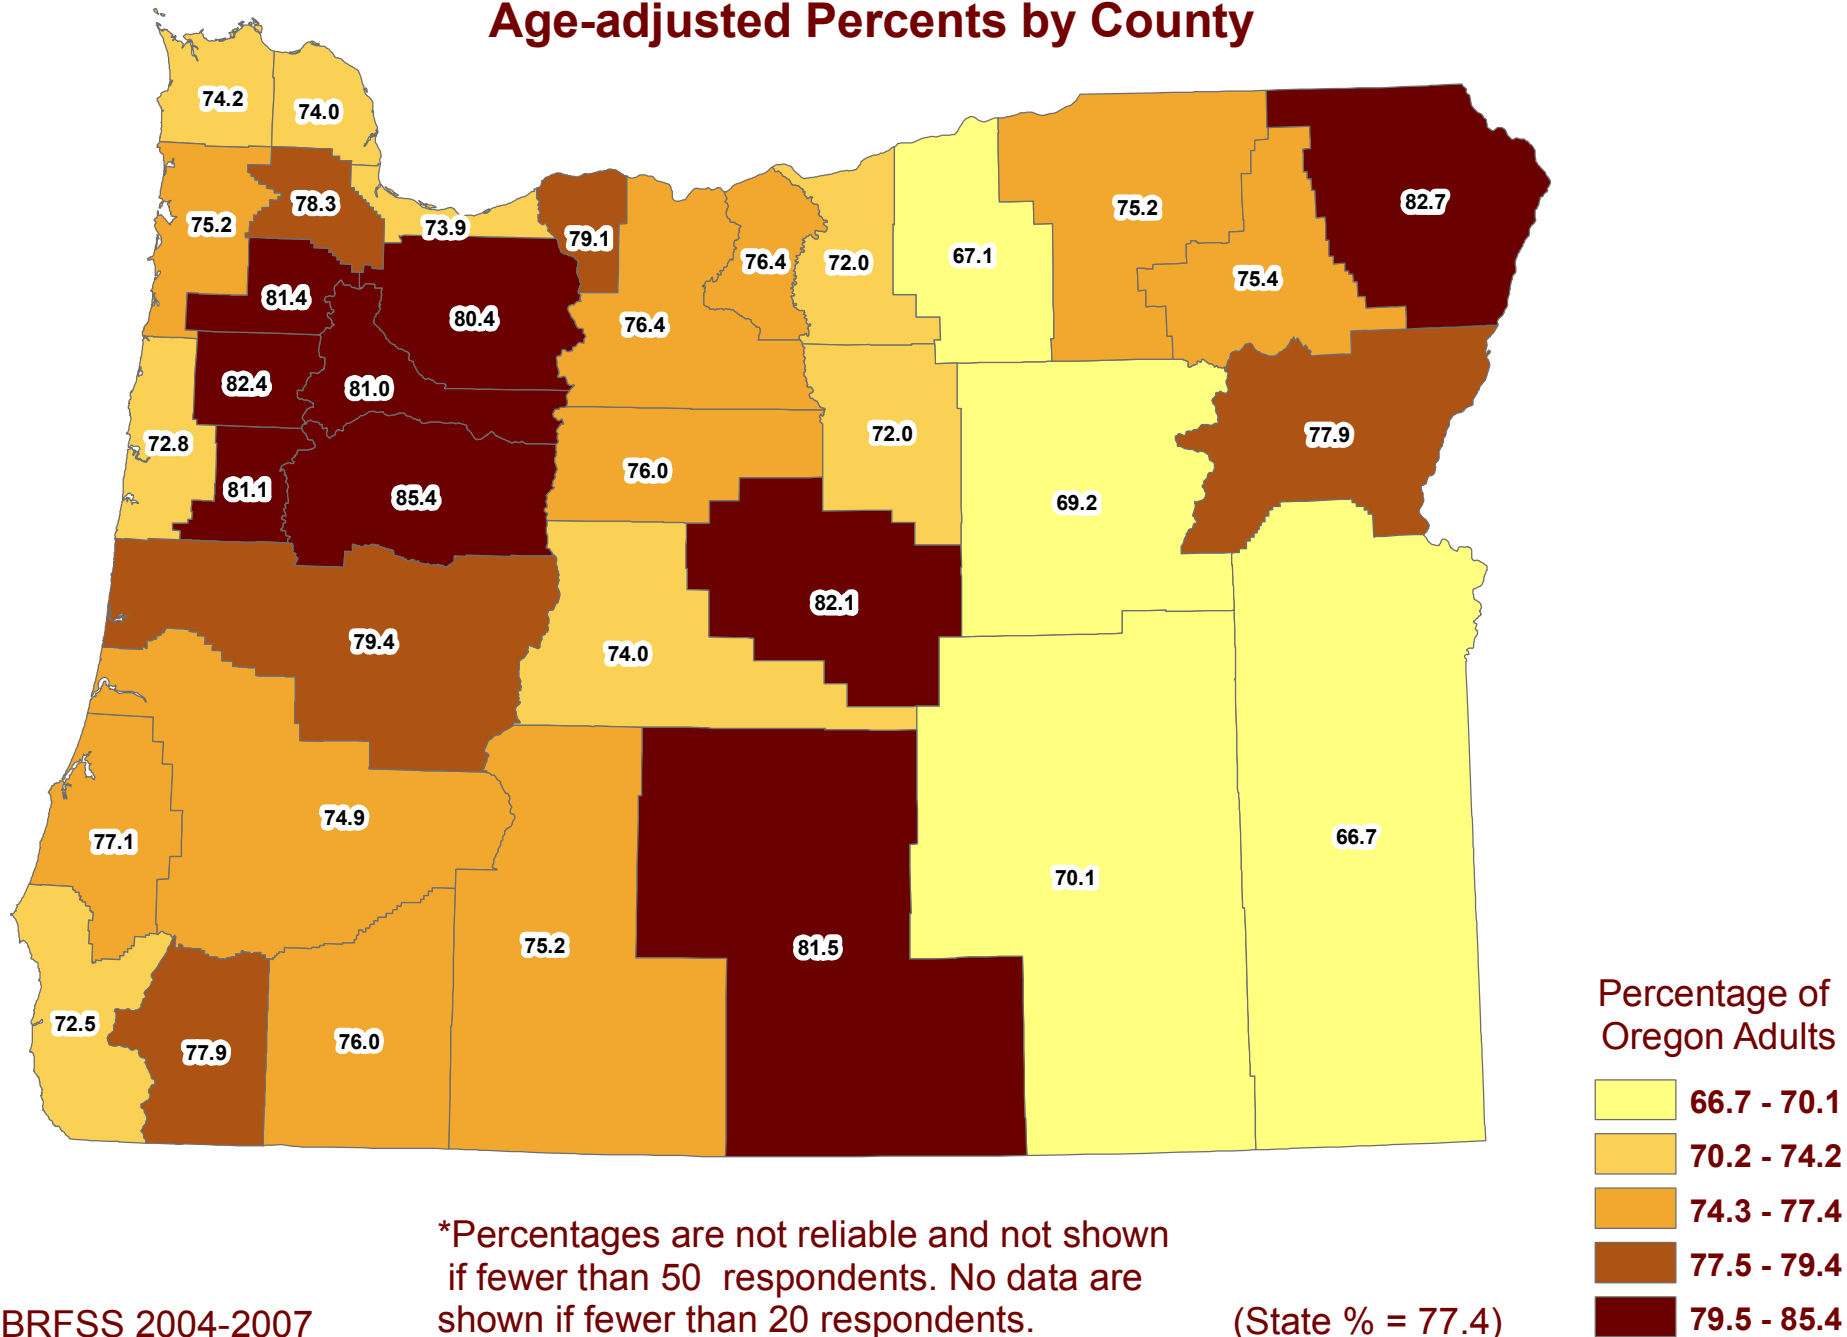 Age-adjusted Percents by County
74.2
74.0
82.7
78.3
75.2
75.2
73.9
79.1
76.4
72.0
67.1
75.4
81.4
80.4
76.4
82.4
81.0
72.8
72.0
77.9
76.0
81.1
85.4
69.2
82.1
79.4
74.0
74.9
77.1
66.7
70.1
75.2
81.5
72.5
77.9
76.0
Percentage of
Oregon Adults
66.7 - 70.1
70.2 - 74.2
74.3 - 77.4
77.5 - 79.4
79.5 - 85.4
*Percentages are not reliable and not shown
if fewer than 50 respondents. No data are
shown if fewer than 20 respondents.
BRFSS 2004-2007
(State % = 77.4)